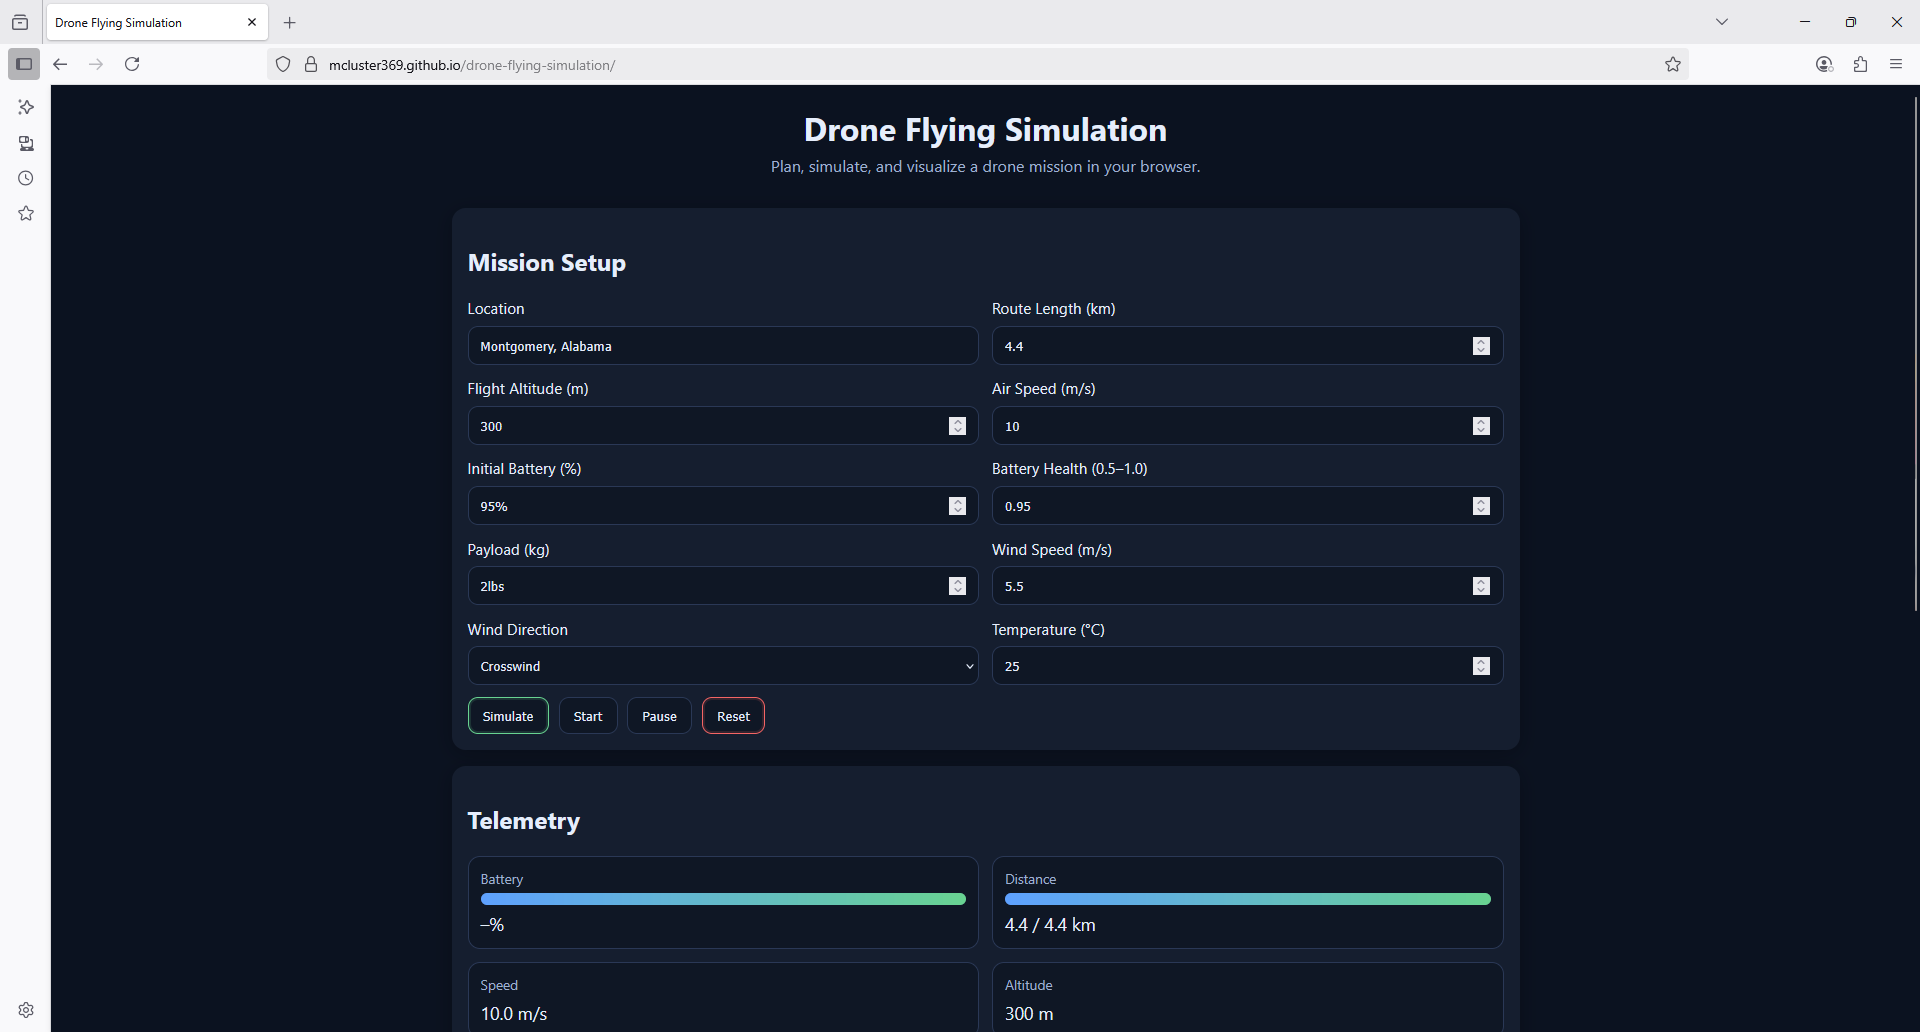 Drone Flying Simulation
mcluster369.github.io/drone-flying-simulation/
Drone Flying Simulation
Plan, simulate, and visualize a drone mission in your browser.
Mission Setup
Location
Route Length (km)
Montgomery, Alabama
4.4
Flight Altitude (m)
Air Speed (m/s)
300
10
Initial Battery (%)
Battery Health (0.5–1.0)
95%
0.95
Payload (kg)
Wind Speed (m/s)
2lbs
5.5
Wind Direction
Temperature (°C)
Crosswind
25
Simulate
Start
Pause
Reset
Telemetry
Battery
–%
Distance
4.4 / 4.4 km
Speed
10.0 m/s
Altitude
300 m